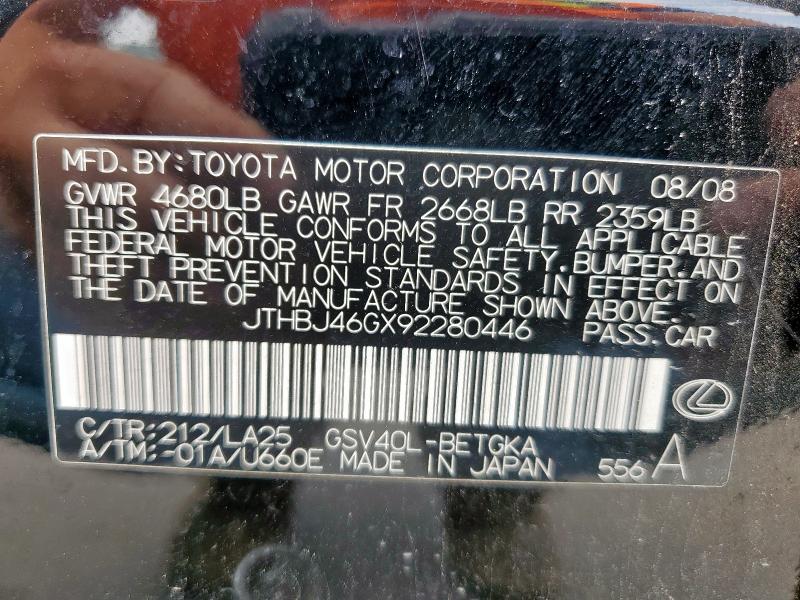 MFD.BY:TOYOTA MOTOR CORPORATION 08/08
GVWR 4680LB GAWR FR 2668LB RR 2359LB
THIS VEHICLE CONFORMS TO ALL APPLICABLE
FEDERAL MOTOR VEHICLE SAFETY.BUMPER.AND
THEFT PREVENTION STANDARDS IN EFFECT ON
THE DATE OF MANUFACTURE SHOWN ABOVE.
JTHBJ46GX92280446 PASS.CAR
C/TR:212/LA25 GSV40L-BETGKA
A/TM:-01A/U660E MADE IN JAPAN 556 A